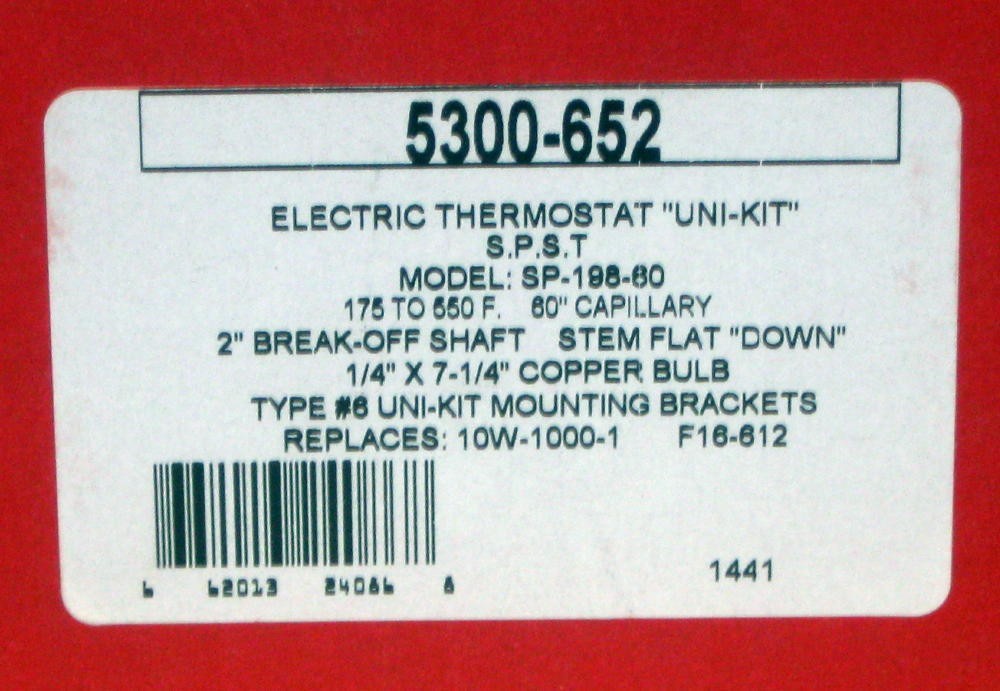 5300-652
ELECTRIC THERMOSTAT "UNI-KIT"
S.P.S.T
MODEL: SP-198-60
175 TO 550 F. 60" CAPILLARY
2" BREAK-OFF SHAFT STEM FLAT "DOWN"
1/4" X 7-1/4" COPPER BULB
TYPE #6 UNI-KIT MOUNTING BRACKETS
REPLACES: 10W-1000-1 F16-612
1441
6 62013 24066 8